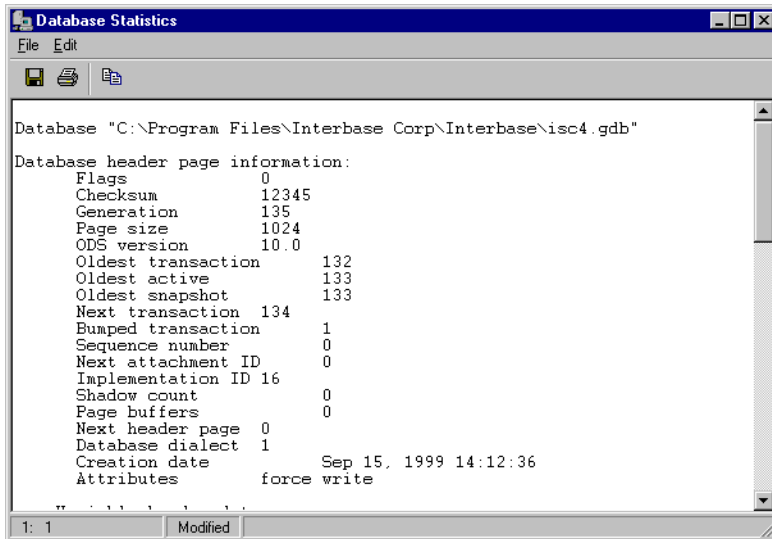 Database Statistics
File Edit
Database "C:\Program Files\Interbase Corp\Interbase\isc4.gdb"
Database header page information:
Flags 0
Checksum 12345
Generation 135
Page size 1024
ODS version 10.0
Oldest transaction 132
Oldest active 133
Oldest snapshot 133
Next transaction 134
Bumped transaction 1
Sequence number 0
Next attachment ID 0
Implementation ID 16
Shadow count 0
Page buffers 0
Next header page 0
Database dialect 1
Creation date Sep 15, 1999 14:12:36
Attributes force write
1: 1 Modified